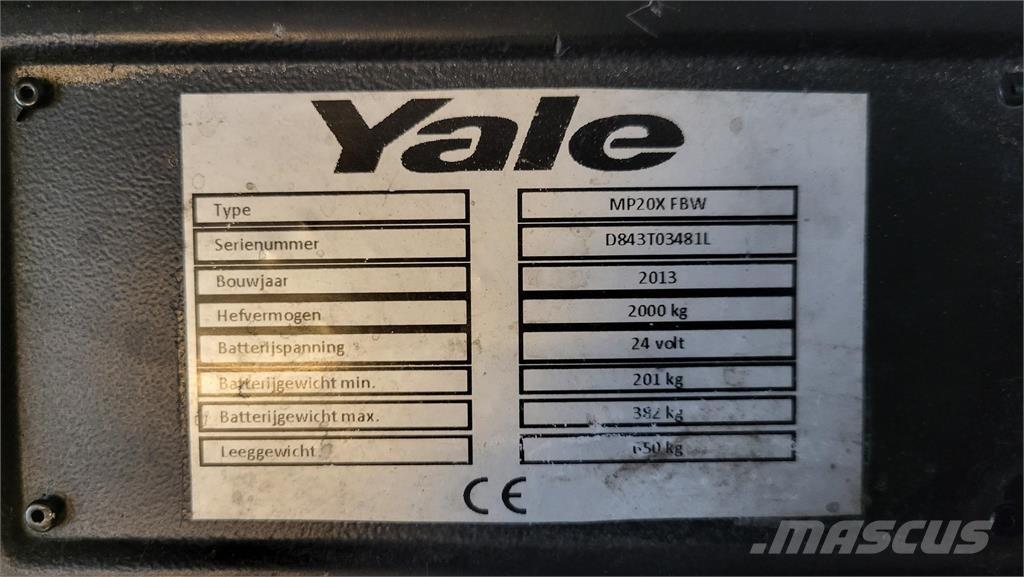 Yale
Type MP20X FBW
Serienummer D843T03481L
Bouwjaar 2013
Hefvermogen 2000 kg
Batterijspanning 24 volt
Batterijgewicht min. 201 kg
Batterijgewicht max. 382 kg
Leeggewicht 650 kg
CE
MASCUS